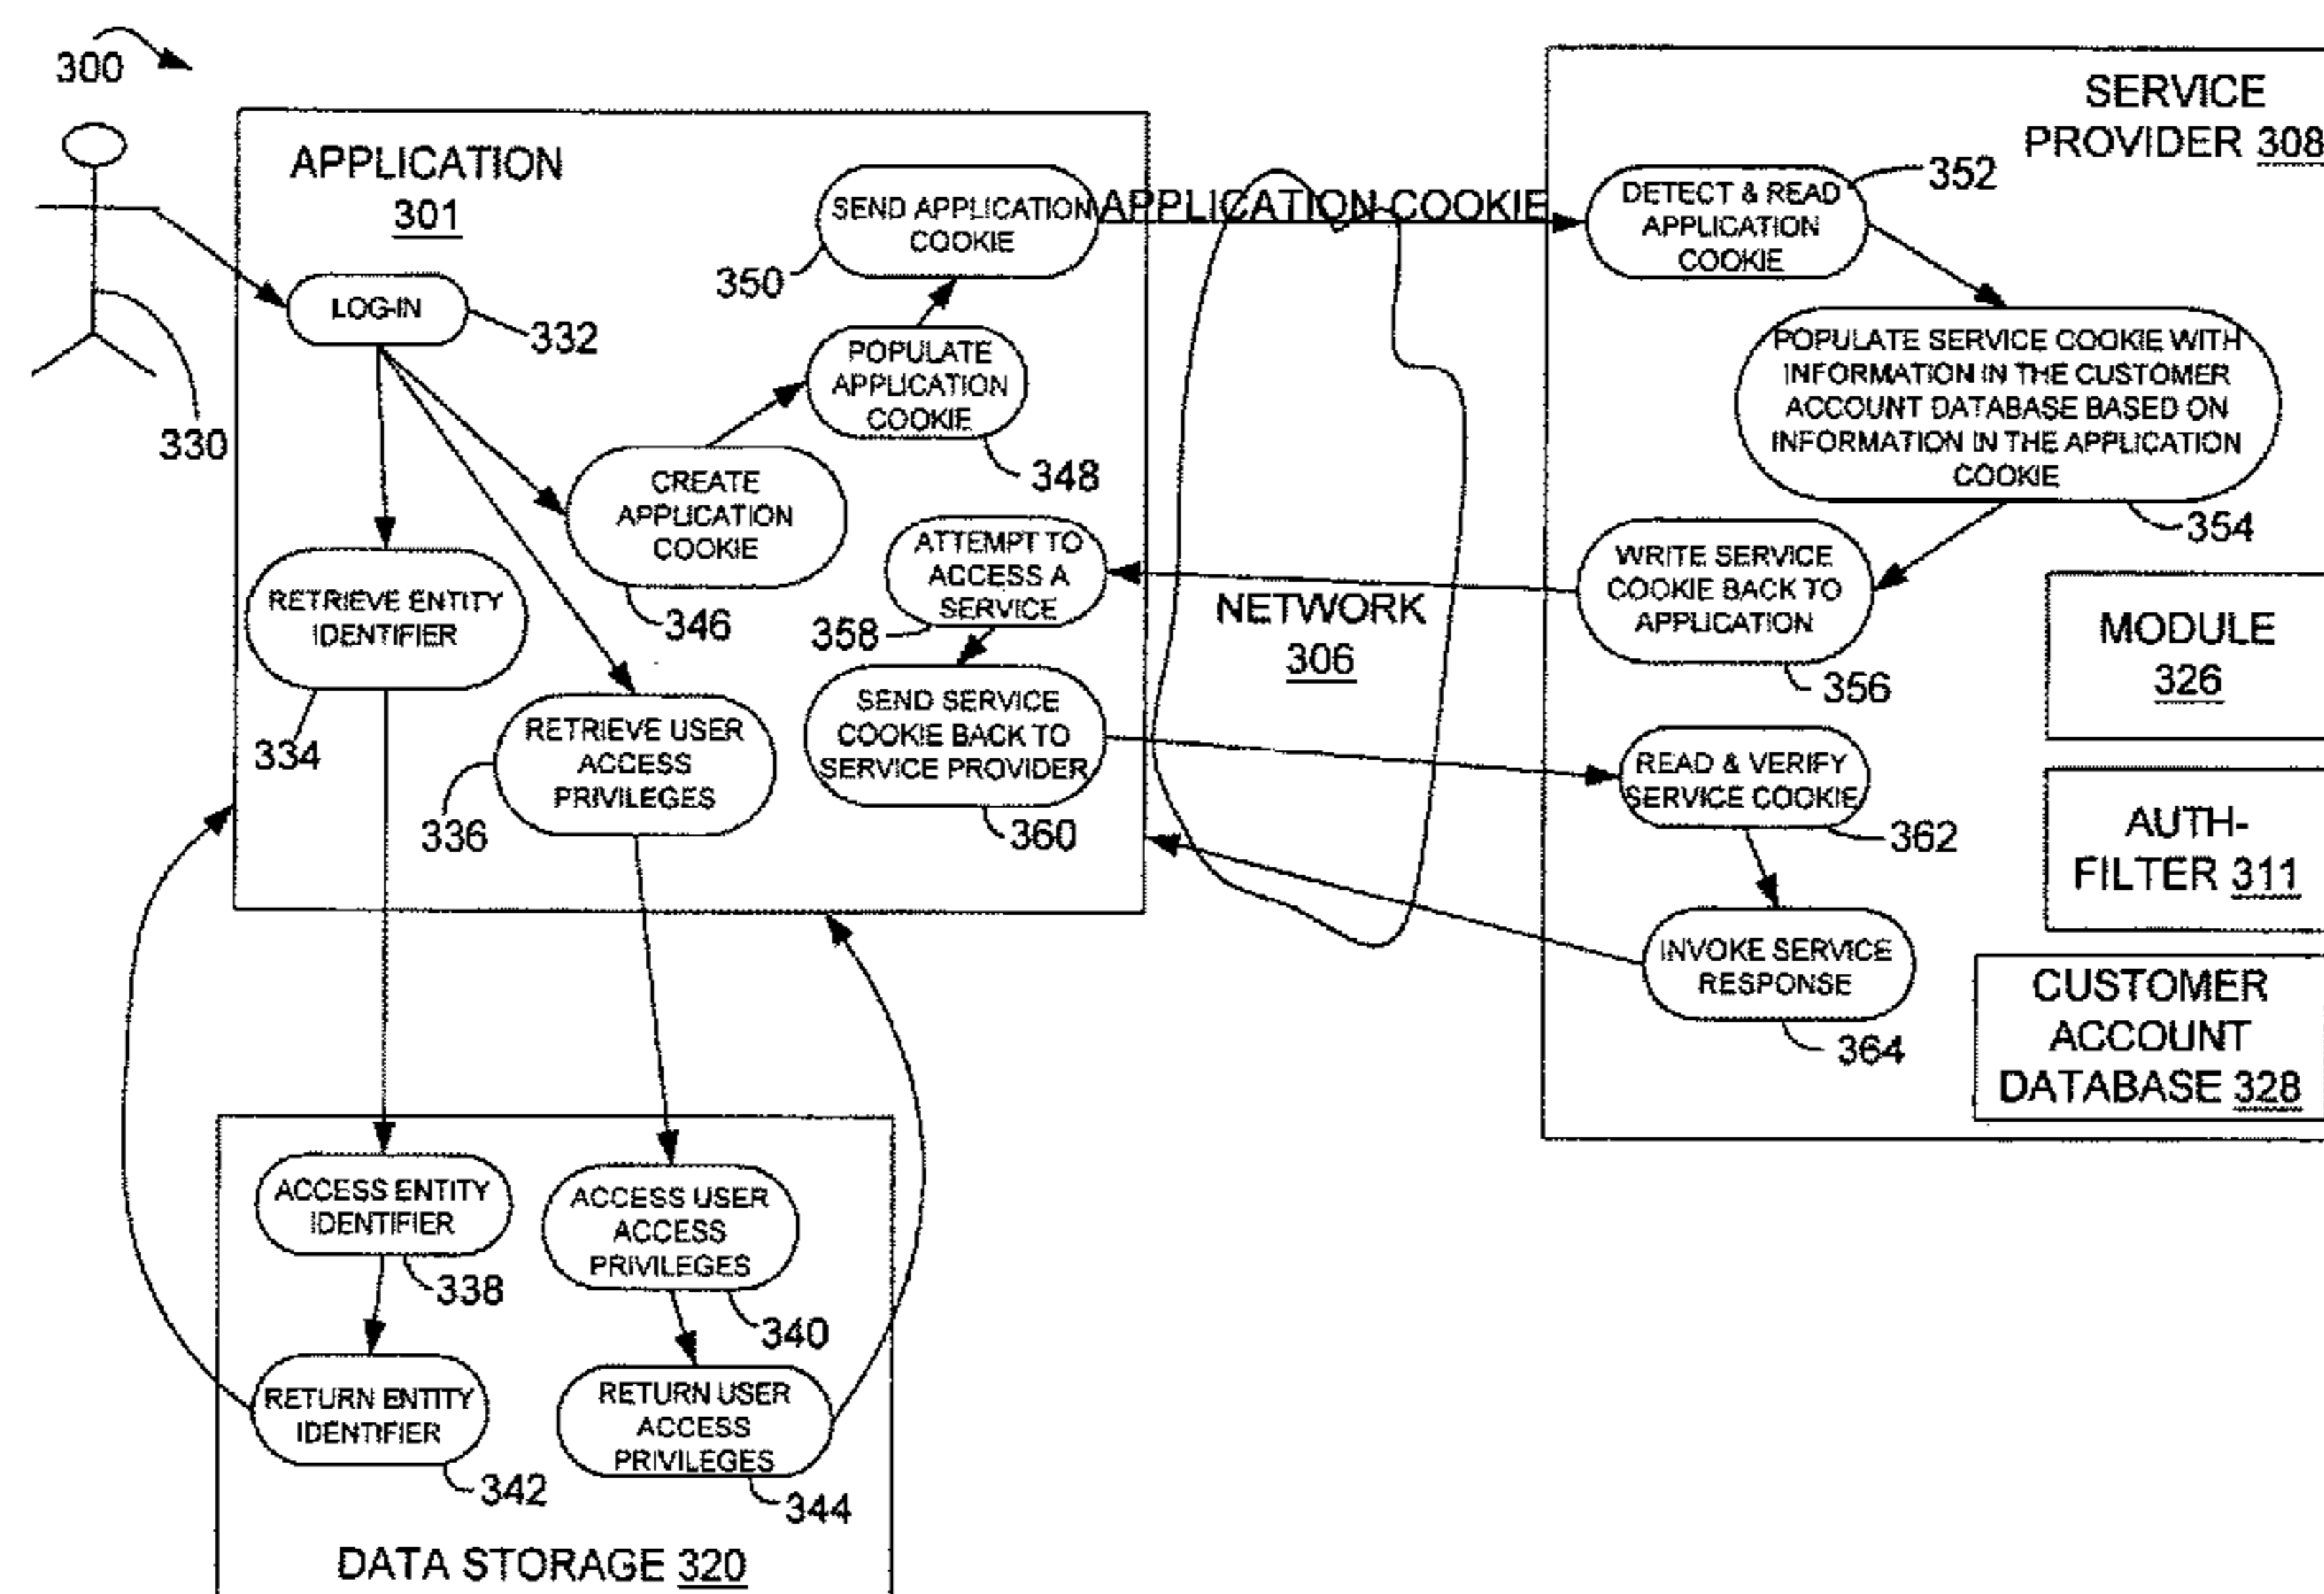 300
330
APPLICATION
301
LOG-IN
332
RETRIEVE ENTITY
IDENTIFIER
334
RETRIEVE USER
ACCESS
PRIVILEGES
336
CREATE
APPLICATION
COOKIE
346
POPULATE
APPLICATION
COOKIE
348
SEND APPLICATION
COOKIE
350
APPLICATION COOKIE
ATTEMPT TO
ACCESS A
SERVICE
358
SEND SERVICE
COOKIE BACK TO
SERVICE PROVIDER
360
NETWORK
306
SERVICE
PROVIDER 308
DETECT & READ
APPLICATION
COOKIE
352
POPULATE SERVICE COOKIE WITH
INFORMATION IN THE CUSTOMER
ACCOUNT DATABASE BASED ON
INFORMATION IN THE APPLICATION
COOKIE
354
WRITE SERVICE
COOKIE BACK TO
APPLICATION
356
READ & VERIFY
SERVICE COOKIE
362
INVOKE SERVICE
RESPONSE
364
MODULE
326
AUTH-
FILTER 311
CUSTOMER
ACCOUNT
DATABASE 328
ACCESS ENTITY
IDENTIFIER
338
ACCESS USER
ACCESS
PRIVILEGES
340
RETURN ENTITY
IDENTIFIER
342
RETURN USER
ACCESS
PRIVILEGES
344
DATA STORAGE 320